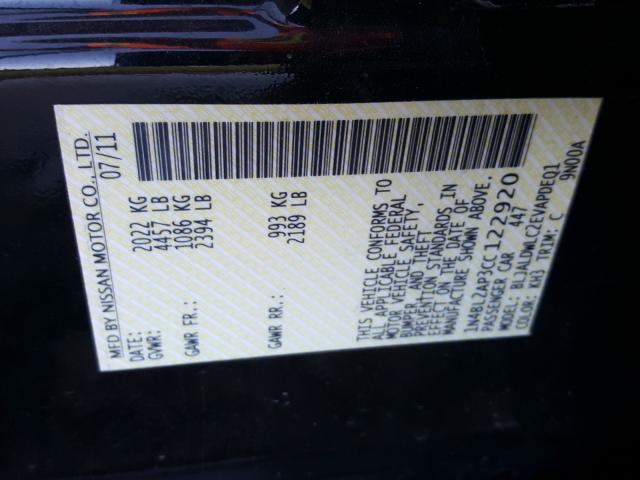 MFD BY NISSAN MOTOR CO., LTD.
DATE: 07/11
GVWR: 2022 KG
4457 LB
GAWR FR.: 1086 KG
2394 LB
GAWR RR.: 993 KG
2189 LB
THIS VEHICLE CONFORMS TO
ALL APPLICABLE FEDERAL
MOTOR VEHICLE SAFETY,
BUMPER, AND THEFT
PREVENTION STANDARDS IN
EFFECT ON THE DATE OF
MANUFACTURE SHOWN ABOVE.
1N4BL2AP3CC122920
PASSENGER CAR 447
MODEL: BLJALDWLC2EVAPDEQ1
COLOR: KH3 TRIM: C 9N00A